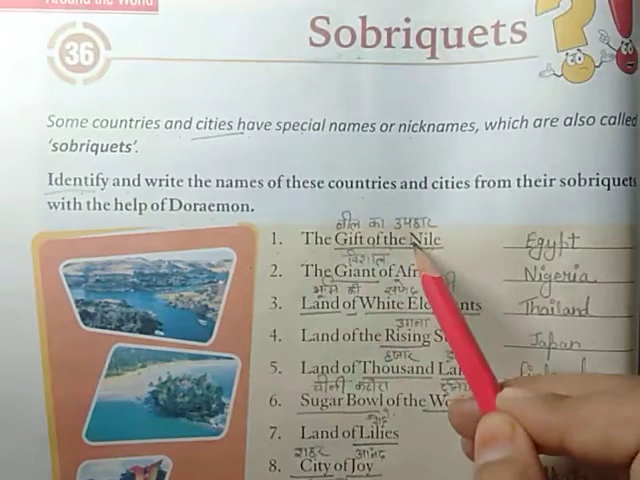 Around the World
36
Sobriquets
Some countries and cities have special names or nicknames, which are also called
'sobriquets'.
Identify and write the names of these countries and cities from their sobriquets
with the help of Doraemon.
नील का उपहार
1. The Gift of the Nile Egypt
विशाल
2. The Giant of Nigeria
3. Land of White Thailand
उगना
4. Land of the Rising Japan
हजार
5. Land of Thousand
चीनी कटोरा
6. Sugar Bowl of the
7. Land of Lilies
शहर आनंद
8. City of Joy